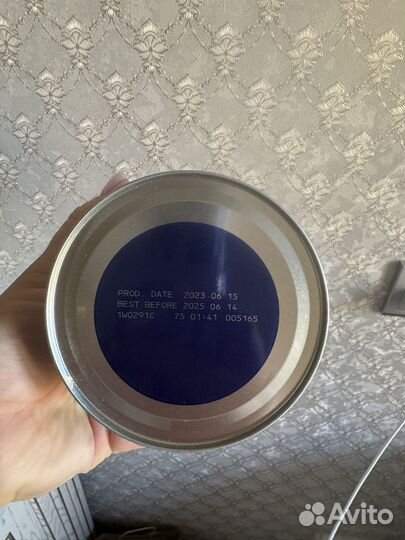 PROD. DATE 2023 06 15
BEST BEFORE 2025 06 14
1W0291C 75 01:41 005165
Avito